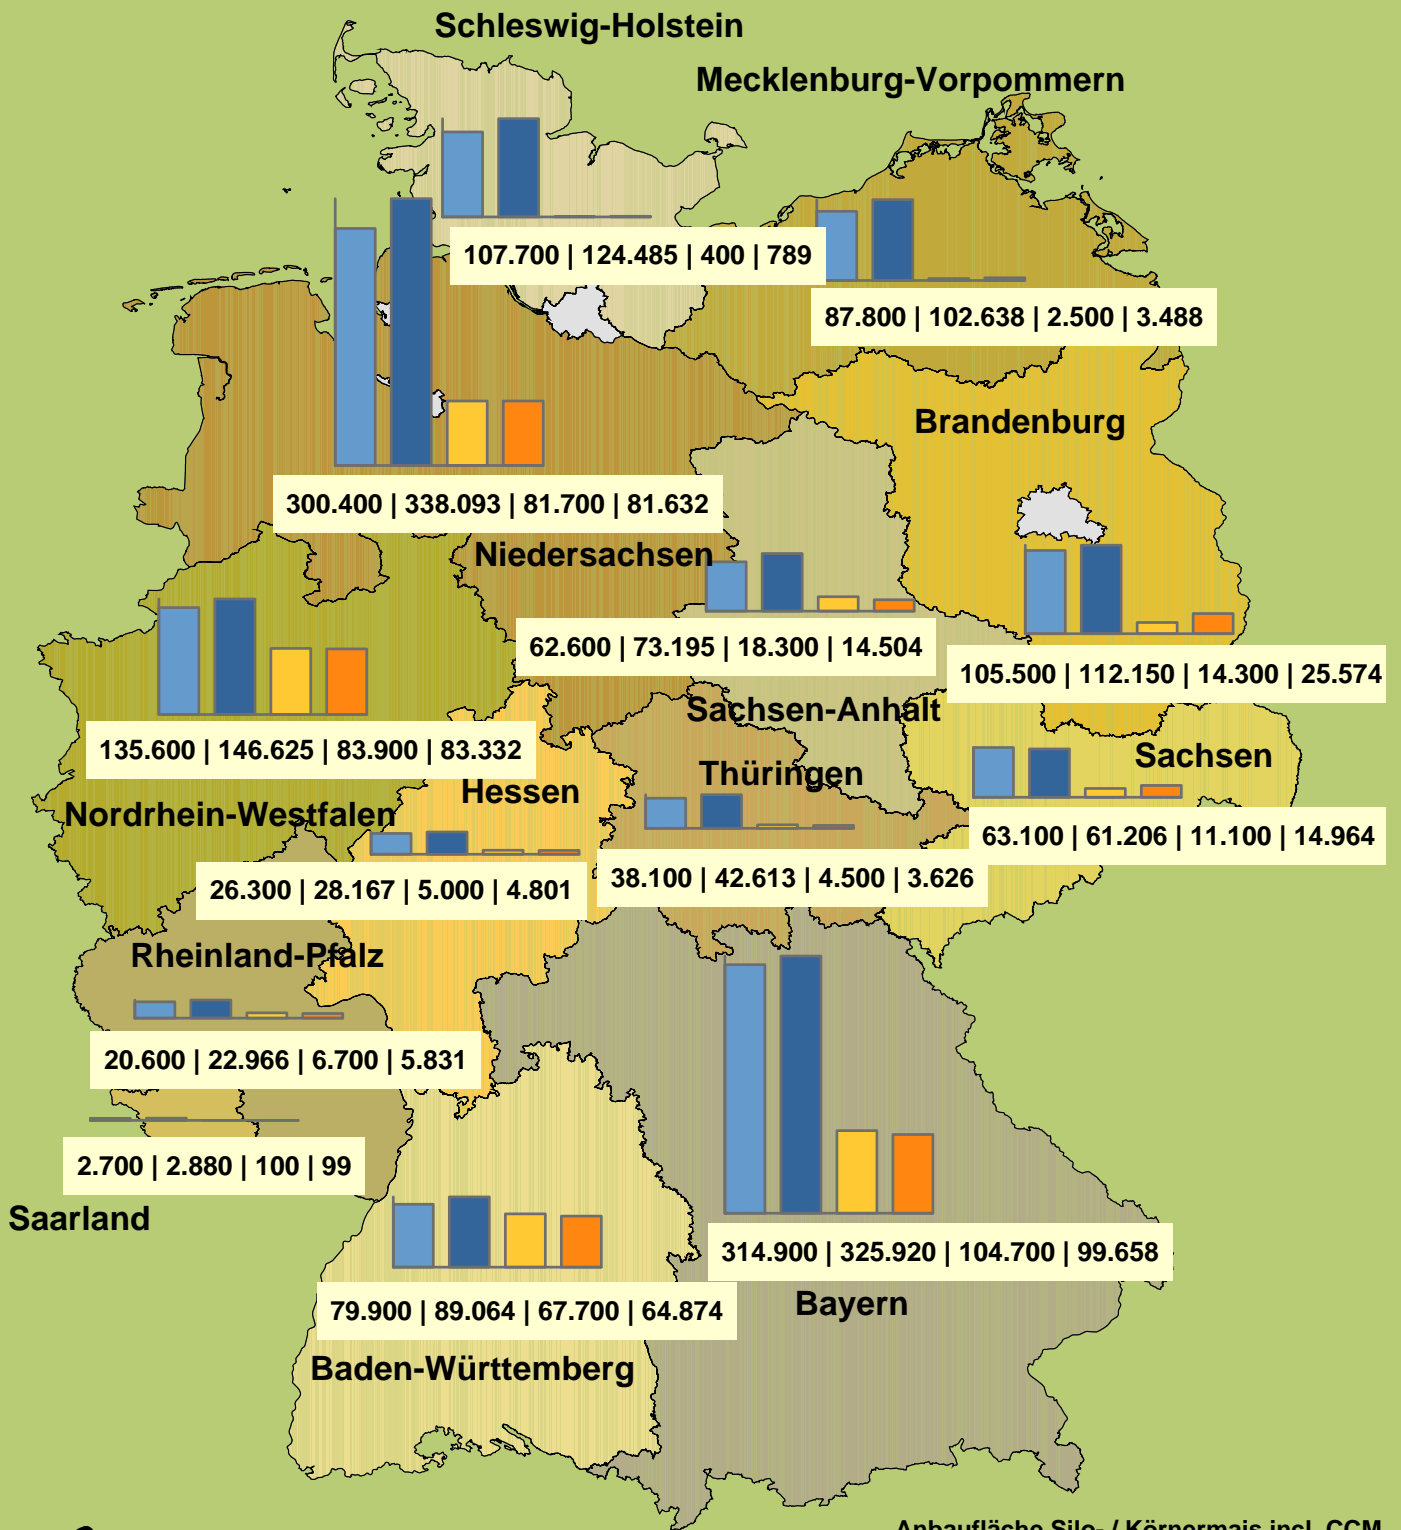 Schleswig-Holstein
Mecklenburg-Vorpommern
107.700 | 124.485 | 400 | 789
87.800 | 102.638 | 2.500 | 3.488
Brandenburg
300.400 | 338.093 | 81.700 | 81.632
Niedersachsen
62.600 | 73.195 | 18.300 | 14.504
105.500 | 112.150 | 14.300 | 25.574
Sachsen-Anhalt
135.600 | 146.625 | 83.900 | 83.332
Sachsen
Thüringen
Hessen
Nordrhein-Westfalen
63.100 | 61.206 | 11.100 | 14.964
26.300 | 28.167 | 5.000 | 4.801
38.100 | 42.613 | 4.500 | 3.626
Rheinland-Pfalz
20.600 | 22.966 | 6.700 | 5.831
2.700 | 2.880 | 100 | 99
Saarland
314.900 | 325.920 | 104.700 | 99.658
79.900 | 89.064 | 67.700 | 64.874
Bayern
Baden-Württemberg
Anbaufläche Silo- / Körnermais incl. CCM